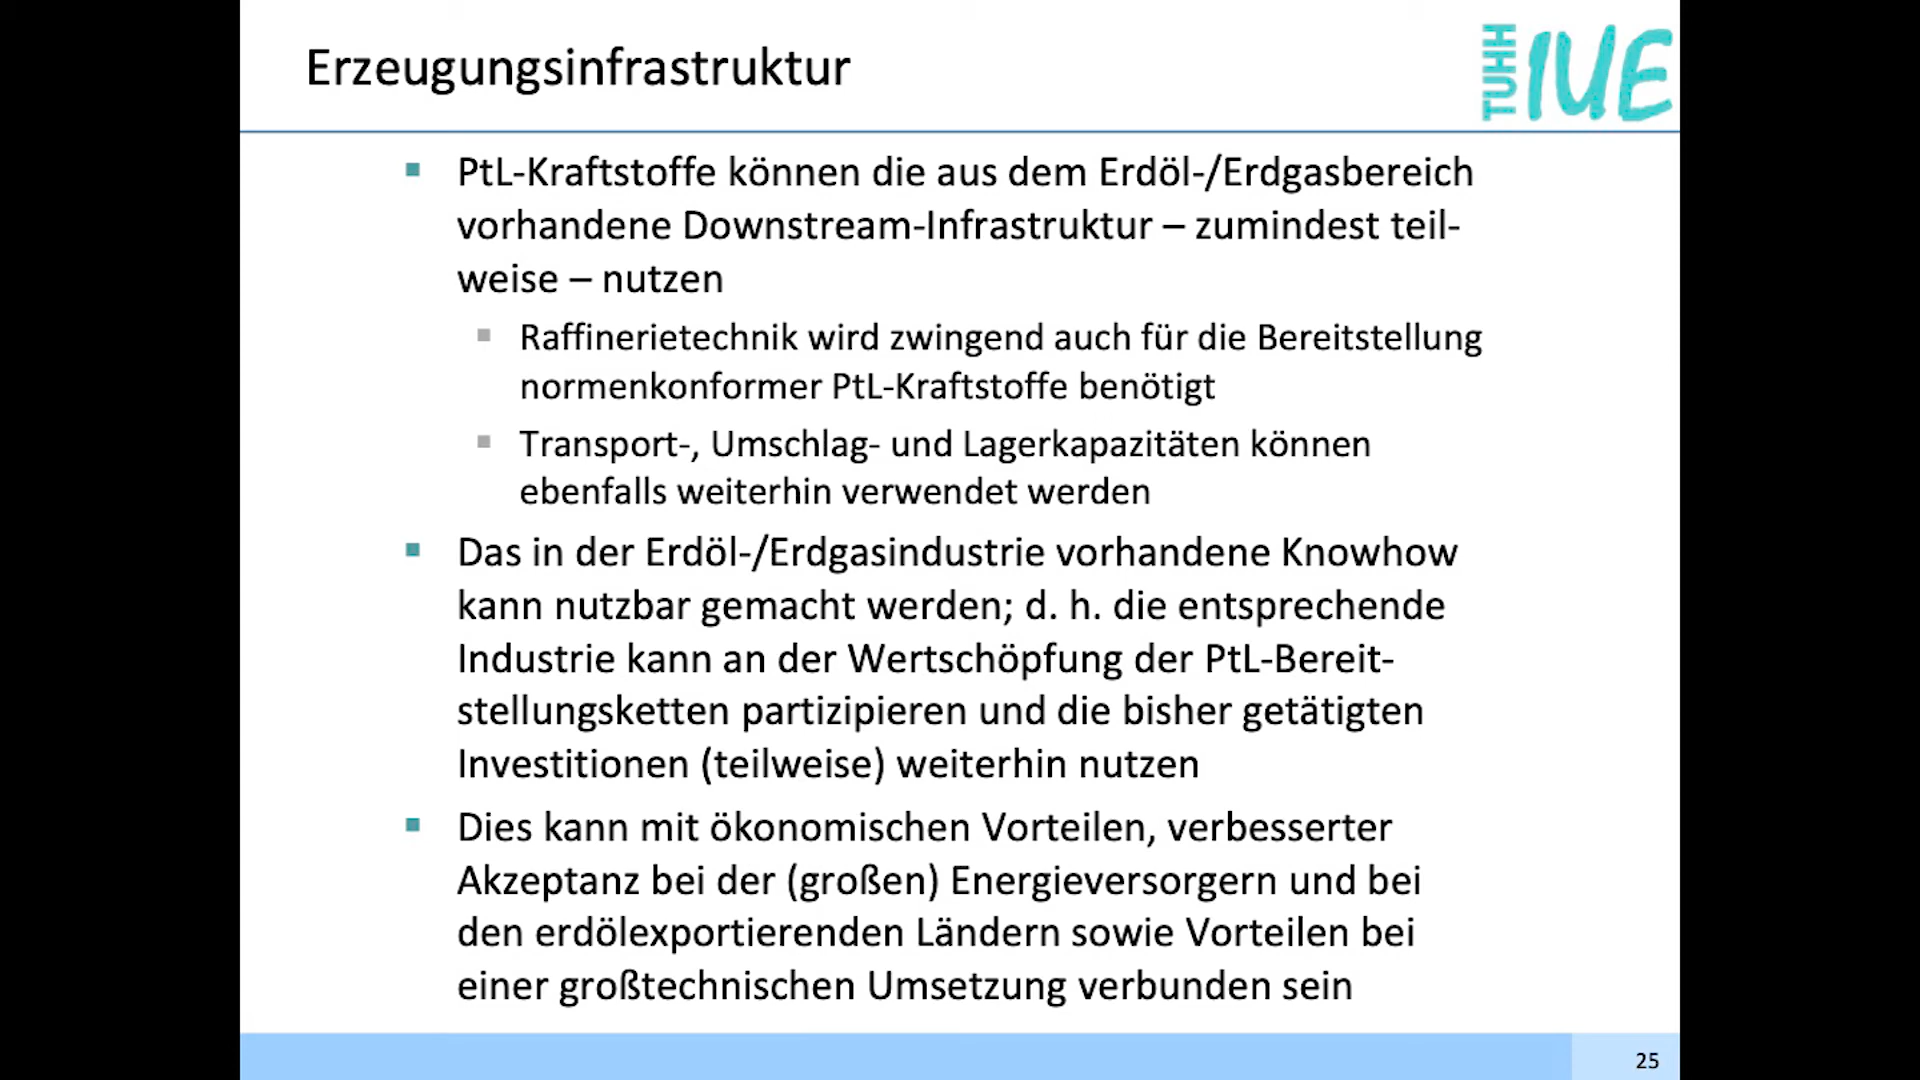 Erzeugungsinfrastruktur
TUHH
IUE
PtL-Kraftstoffe können die aus dem Erdöl-/Erdgasbereich
vorhandene Downstream-Infrastruktur – zumindest teil-
weise – nutzen
Raffinerietechnik wird zwingend auch für die Bereitstellung
normenkonformer PtL-Kraftstoffe benötigt
Transport-, Umschlag- und Lagerkapazitäten können
ebenfalls weiterhin verwendet werden
Das in der Erdöl-/Erdgasindustrie vorhandene Knowhow
kann nutzbar gemacht werden; d. h. die entsprechende
Industrie kann an der Wertschöpfung der PtL-Bereit-
stellungsketten partizipieren und die bisher getätigten
Investitionen (teilweise) weiterhin nutzen
Dies kann mit ökonomischen Vorteilen, verbesserter
Akzeptanz bei der (großen) Energieversorgern und bei
den erdölexportierenden Ländern sowie Vorteilen bei
einer großtechnischen Umsetzung verbunden sein
25